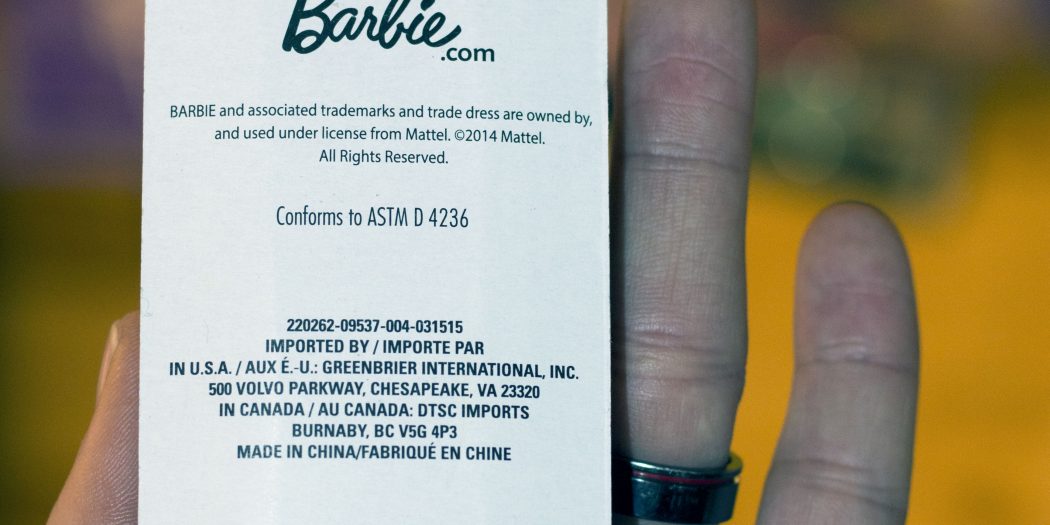 Barbie.com
BARBIE and associated trademarks and trade dress are owned by,
and used under license from Mattel. ©2014 Mattel.
All Rights Reserved.
Conforms to ASTM D 4236
220262-09537-004-031515
IMPORTED BY / IMPORTE PAR
IN U.S.A. / AUX É.-U.: GREENBRIER INTERNATIONAL, INC.
500 VOLVO PARKWAY, CHESAPEAKE, VA 23320
IN CANADA / AU CANADA: DTSC IMPORTS
BURNABY, BC V5G 4P3
MADE IN CHINA/FABRIQUÉ EN CHINE